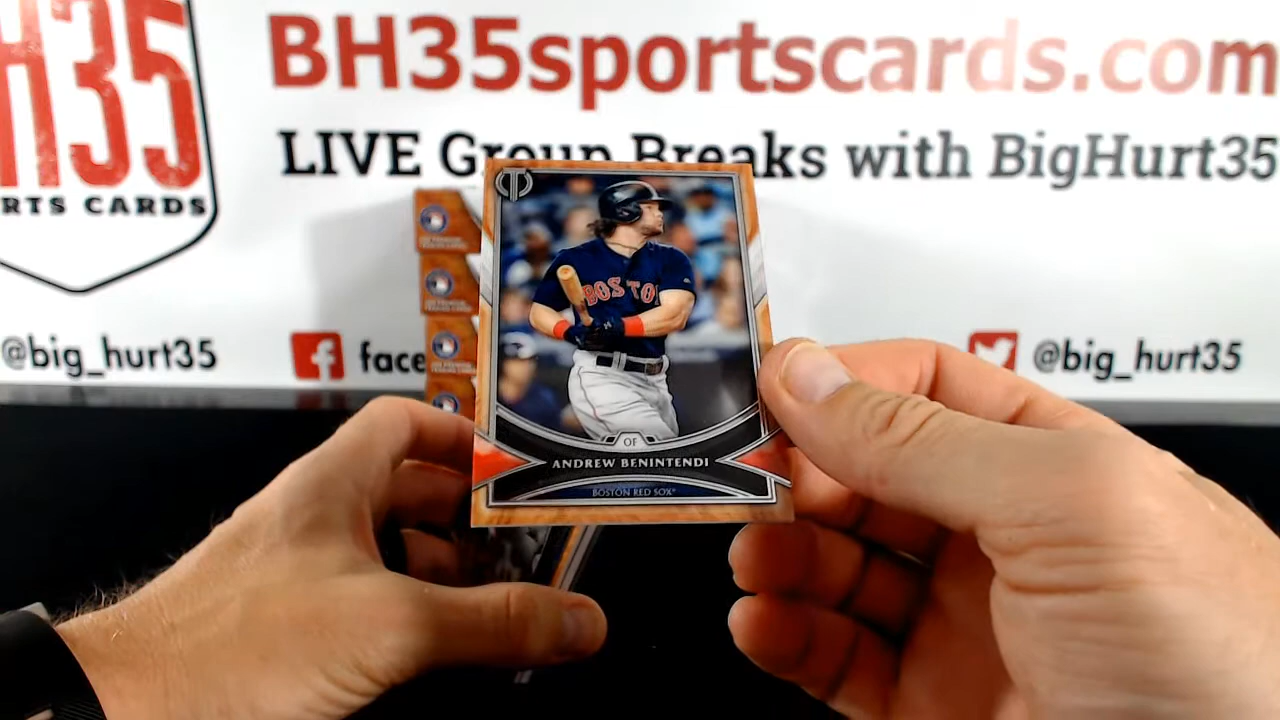 H35
RTS CARDS
BH35sportscards.com
LIVE Group Breaks with BigHurt35
@big_hurt35
face
@big_hurt35
BOSTO
OF
ANDREW BENINTENDI
BOSTON RED SOX